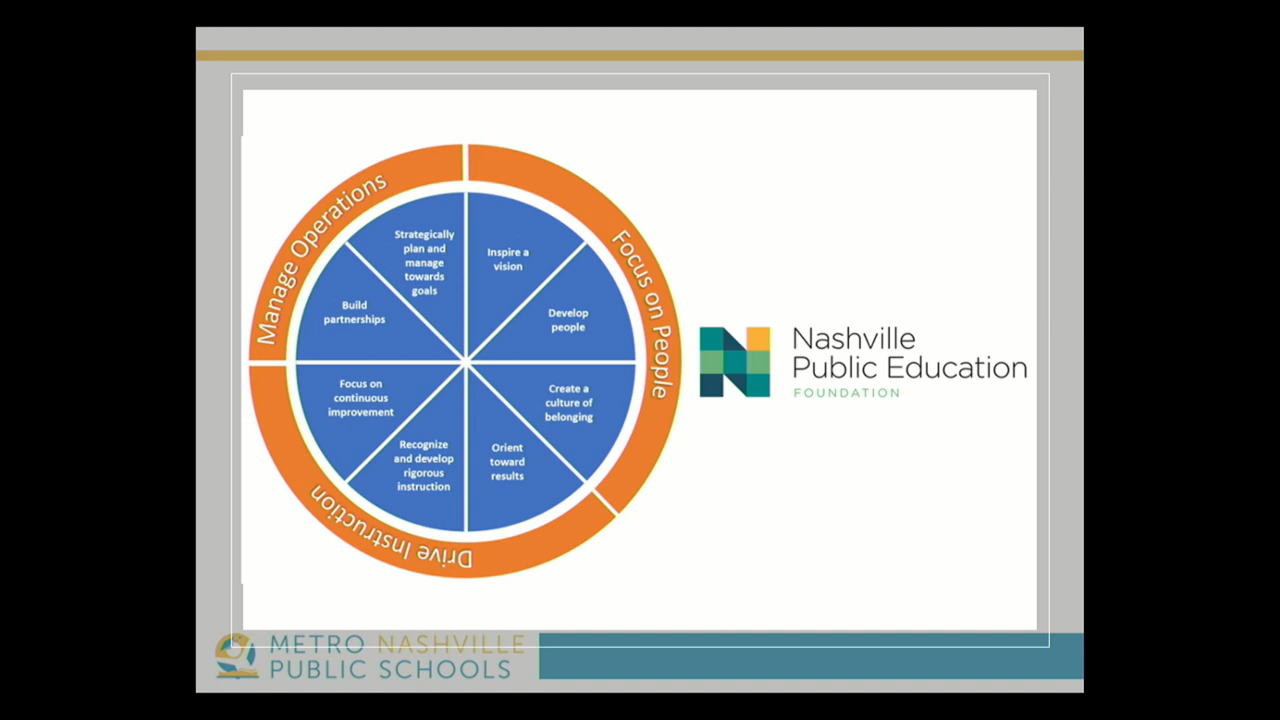 Manage Operations
Focus on People
Drive Instruction
Strategically
plan and
manage
towards
goals
Inspire a
vision
Build
partnerships
Develop
people
Focus on
continuous
improvement
Create a
culture of
belonging
Recognize
and develop
rigorous
instruction
Orient
toward
results
Nashville
Public Education
FOUNDATION
METRO NASHVILLE
PUBLIC SCHOOLS